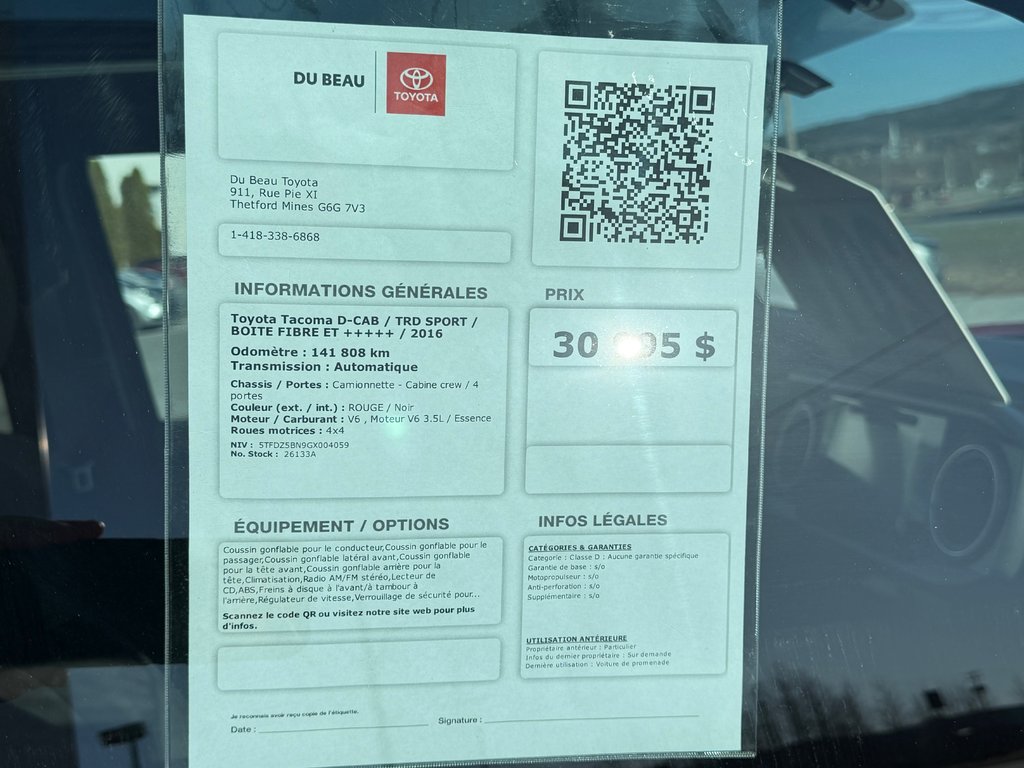 DU BEAU
TOYOTA
Du Beau Toyota
911, Rue Pie XI
Thetford Mines G6G 7V3
1-418-338-6868
INFORMATIONS GÉNÉRALES
Toyota Tacoma D-CAB / TRD SPORT /
BOITE FIBRE ET +++++ / 2016
Odomètre : 141 808 km
Transmission : Automatique
Chassis / Portes : Camionnette - Cabine crew / 4
portes
Couleur (ext. / int.) : ROUGE / Noir
Moteur / Carburant : V6 , Moteur V6 3.5L / Essence
Roues motrices : 4x4
NIV : 5TFDZ5BN9GX004059
No. Stock : 26133A
PRIX
30 95 $
ÉQUIPEMENT / OPTIONS
Coussin gonflable pour le conducteur,Coussin gonflable pour le
passager,Coussin gonflable latéral avant,Coussin gonflable
pour la tête avant,Coussin gonflable arrière pour la
tête,Climatisation,Radio AM/FM stéréo,Lecteur de
CD,ABS,Freins à disque à l'avant/à tambour à
l'arrière,Régulateur de vitesse,Verrouillage de sécurité pour...
Scannez le code QR ou visitez notre site web pour plus
d'infos.
INFOS LÉGALES
CATÉGORIES & GARANTIES
Categorie : Classe D : Aucune garantie spécifique
Garantie de base : s/o
Motopropulseur : s/o
Anti-perforation : s/o
Supplémentaire : s/o
UTILISATION ANTÉRIEURE
Propriétaire antérieur : Particulier
Infos du dernier propriétaire : Sur demande
Dernière utilisation : Voiture de promenade
Je reconnais avoir reçu copie de l'étiquette.
Date : Signature :